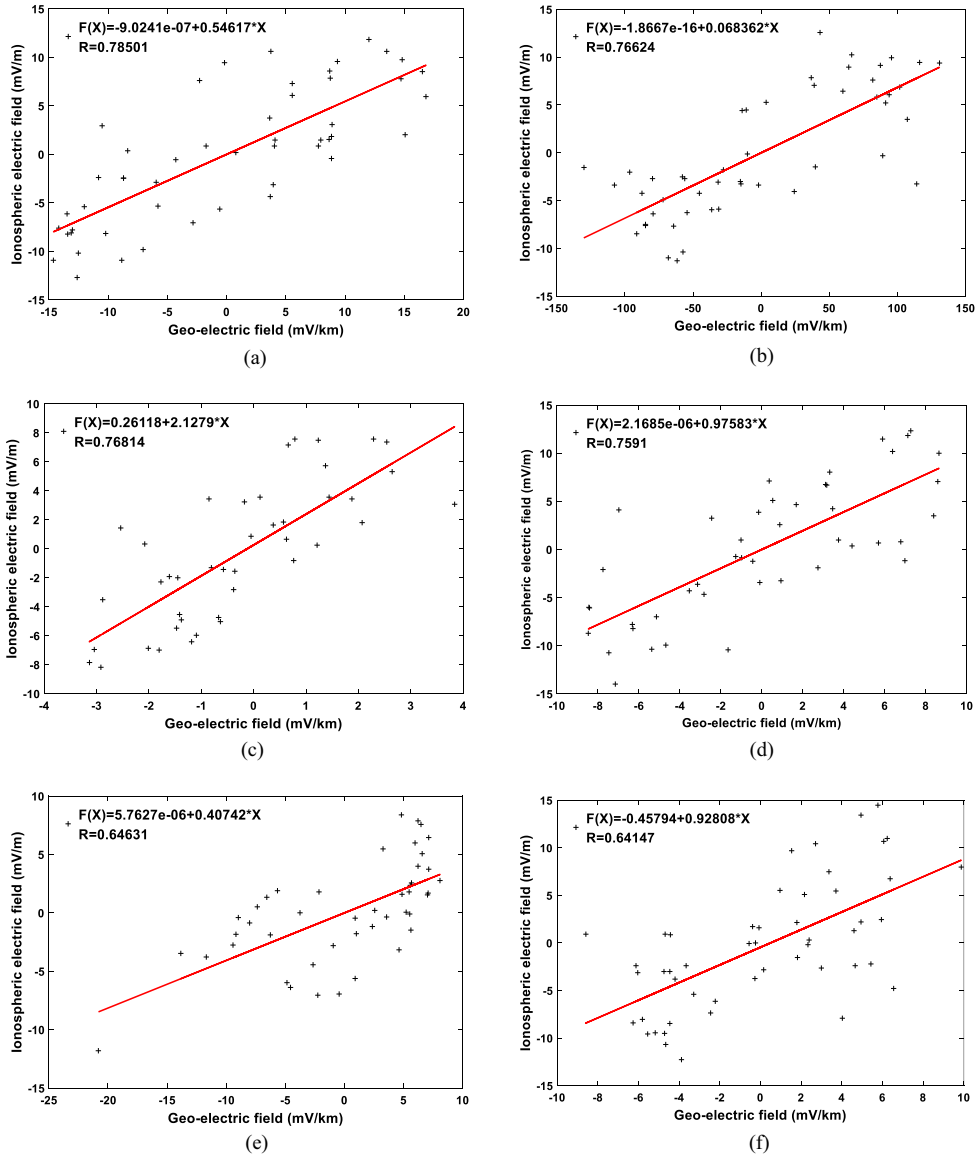 F(X)=-9.0241e-07+0.54617*X
R=0.78501
Ionospheric electric field (mV/m)
15
10
5
0
-5
-10
-15
-15 -10 -5 0 5 10 15 20
Geo-electric field (mV/km)
(a)
F(X)=-1.8667e-16+0.068362*X
R=0.76624
Ionospheric electric field (mV/m)
15
10
5
0
-5
-10
-15
-150 -100 -50 0 50 100 150
Geo-electric field (mV/km)
(b)
F(X)=0.26118+2.1279*X
R=0.76814
Ionospheric electric field (mV/m)
10
8
6
4
2
0
-2
-4
-6
-8
-10
-4 -3 -2 -1 0 1 2 3 4
Geo-electric field (mV/km)
(c)
F(X)=2.1685e-06+0.97583*X
R=0.7591
Ionospheric electric field (mV/m)
15
10
5
0
-5
-10
-15
-10 -8 -6 -4 -2 0 2 4 6 8 10
Geo-electric field (mV/km)
(d)
F(X)=5.7627e-06+0.40742*X
R=0.64631
Ionospheric electric field (mV/m)
10
5
0
-5
-10
-15
-25 -20 -15 -10 -5 0 5 10
Geo-electric field (mV/km)
(e)
F(X)=-0.45794+0.92808*X
R=0.64147
Ionospheric electric field (mV/m)
15
10
5
0
-5
-10
-15
-10 -8 -6 -4 -2 0 2 4 6 8 10
Geo-electric field (mV/km)
(f)